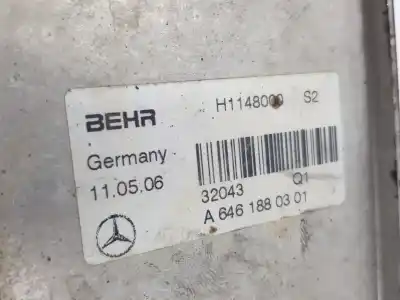 BEHR H1148000 S2
Germany
11.05.06 32043 Q1
A 646 188 03 01